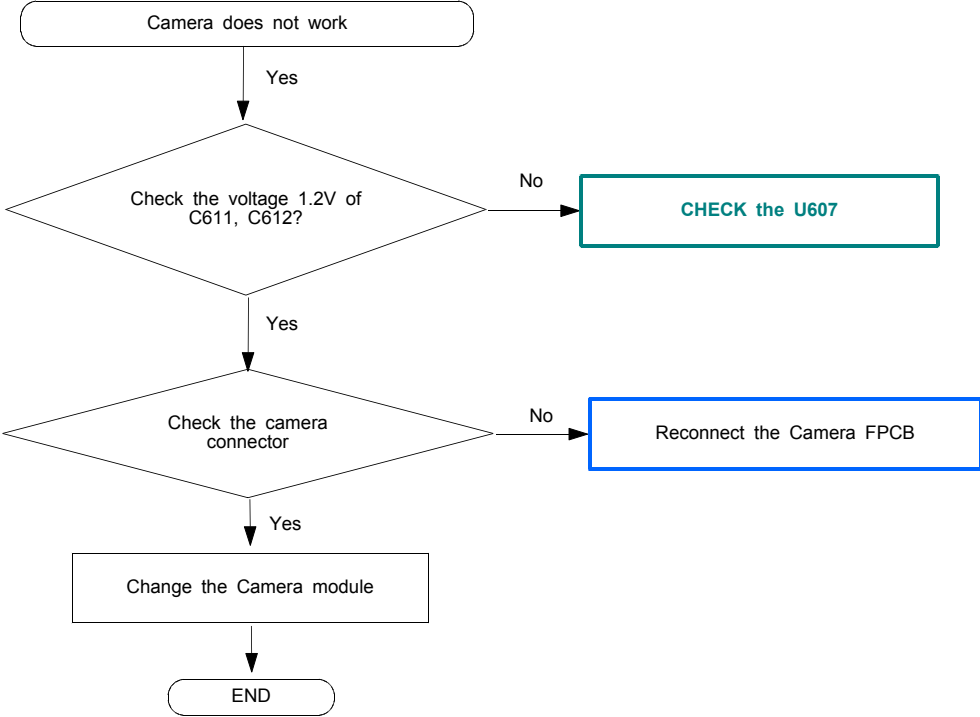 Camera does not work
Yes
Check the voltage 1.2V of
C611, C612?
No
CHECK the U607
Yes
Check the camera
connector
No
Reconnect the Camera FPCB
Yes
Change the Camera module
END